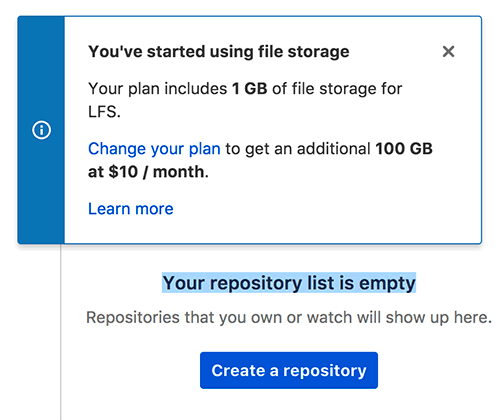 You've started using file storage
Your plan includes 1 GB of file storage for
LFS.
Change your plan to get an additional 100 GB
at $10 / month.
Learn more
Your repository list is empty
Repositories that you own or watch will show up here.
Create a repository